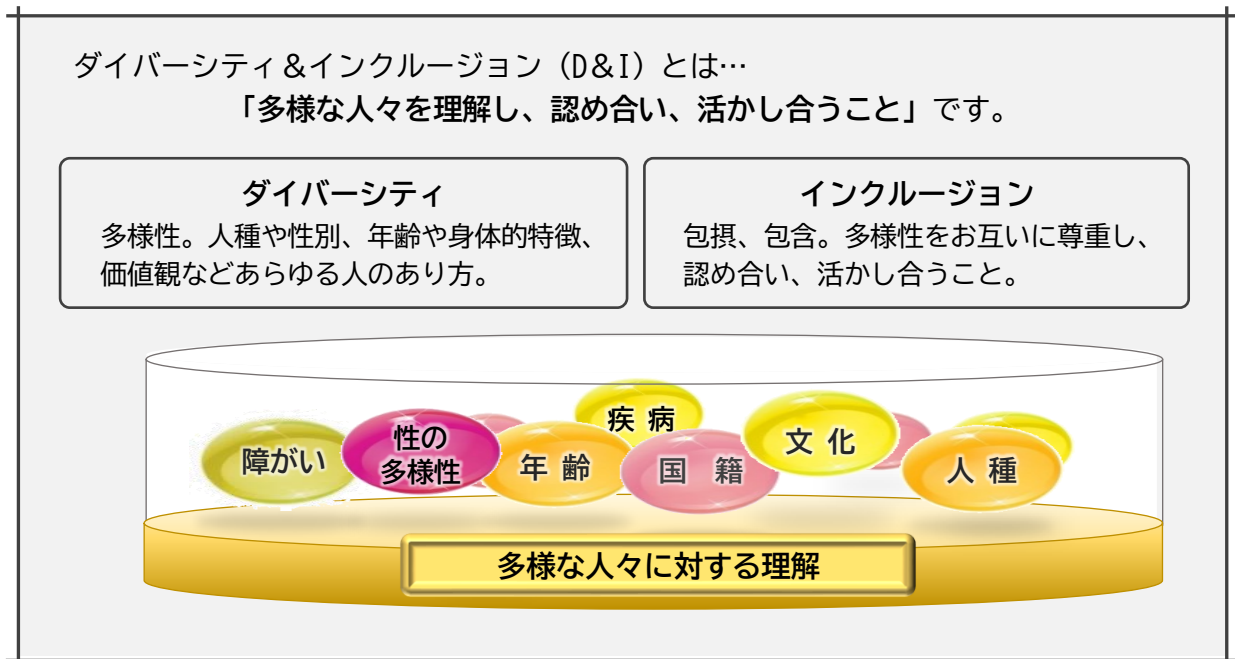 ダイバーシティ＆インクルージョン（D＆I）とは…
「多様な人々を理解し、認め合い、活かし合うこと」です。
ダイバーシティ
多様性。人種や性別、年齢や身体的特徴、
価値観などあらゆる人のあり方。
インクルージョン
包摂、包含。多様性をお互いに尊重し、
認め合い、活かし合うこと。
障がい
性の
多様性
年 齢
疾 病
国 籍
文 化
人 種
多様な人々に対する理解